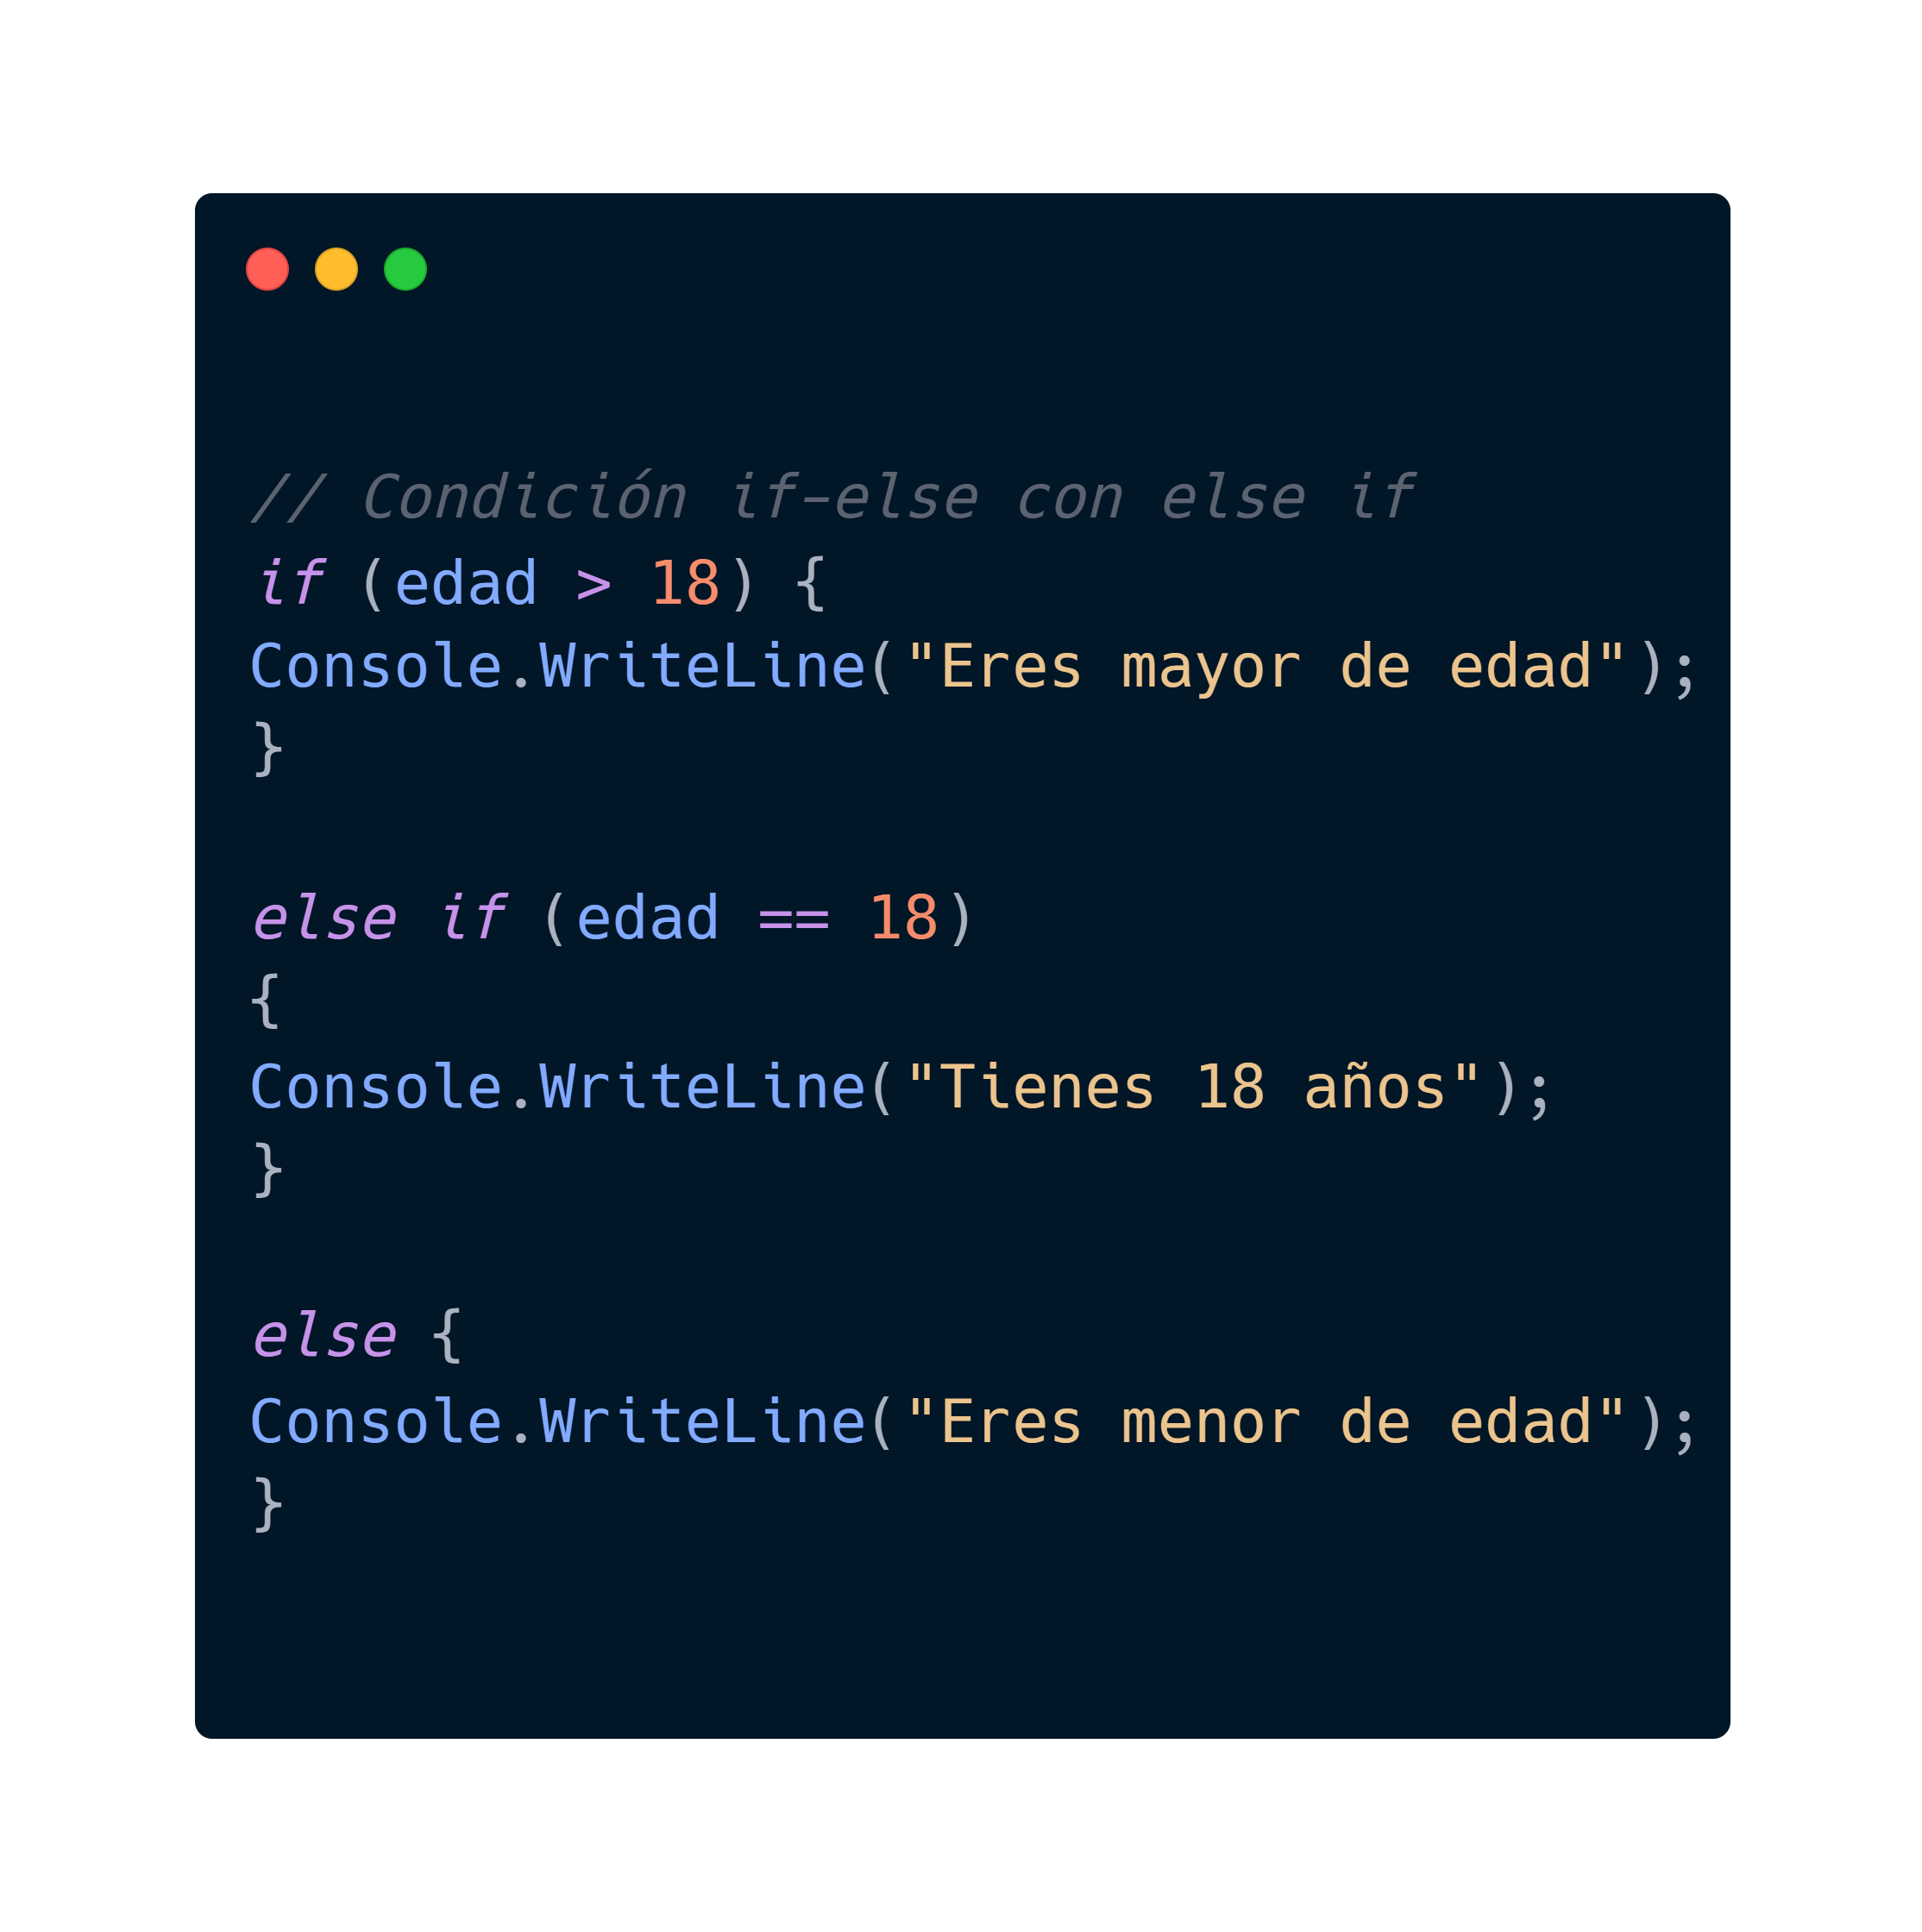 // Condición if-else con else if
if (edad > 18) {
Console.WriteLine("Eres mayor de edad");
}
else if (edad == 18)
{
Console.WriteLine("Tienes 18 años");
}
else {
Console.WriteLine("Eres menor de edad");
}